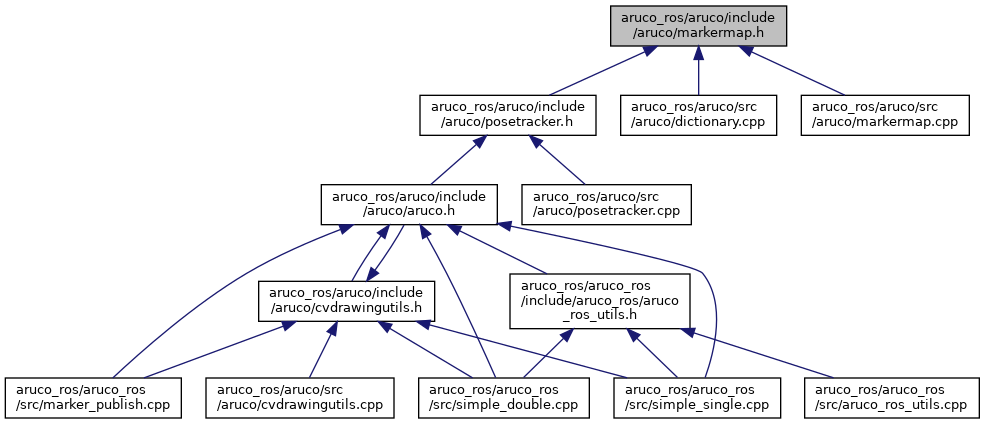 aruco_ros/aruco/include
/aruco/markermap.h
aruco_ros/aruco/include
/aruco/posetracker.h
aruco_ros/aruco/src
/aruco/dictionary.cpp
aruco_ros/aruco/src
/aruco/markermap.cpp
aruco_ros/aruco/include
/aruco/aruco.h
aruco_ros/aruco/src
/aruco/posetracker.cpp
aruco_ros/aruco/include
/aruco/cvdrawingutils.h
aruco_ros/aruco_ros
/include/aruco_ros/aruco
_ros_utils.h
aruco_ros/aruco_ros
/src/marker_publish.cpp
aruco_ros/aruco/src
/aruco/cvdrawingutils.cpp
aruco_ros/aruco_ros
/src/simple_double.cpp
aruco_ros/aruco_ros
/src/simple_single.cpp
aruco_ros/aruco_ros
/src/aruco_ros_utils.cpp